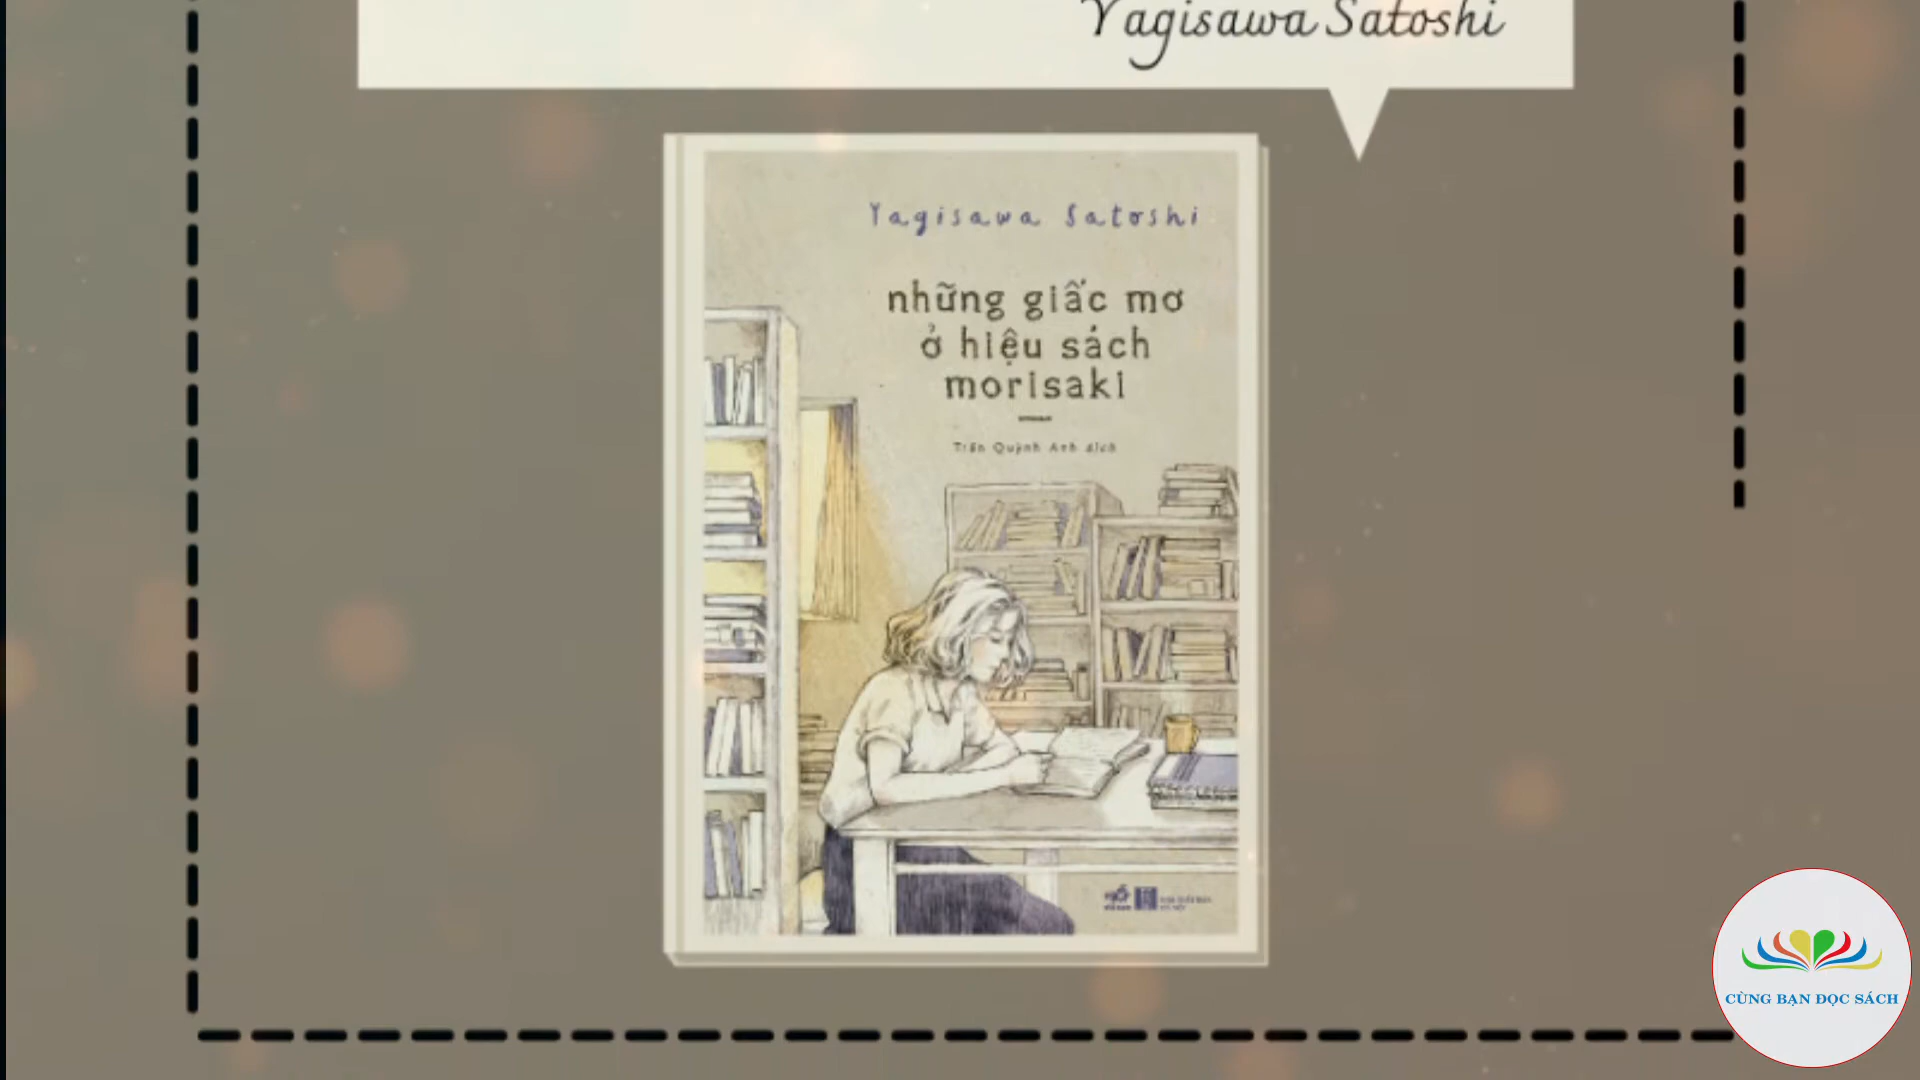 Yagisawa Satoshi
Yagisawa Satoshi
những giấc mơ
ở hiệu sách
morisaki
Trần Quỳnh Anh dịch
CÙNG BẠN ĐỌC SÁCH